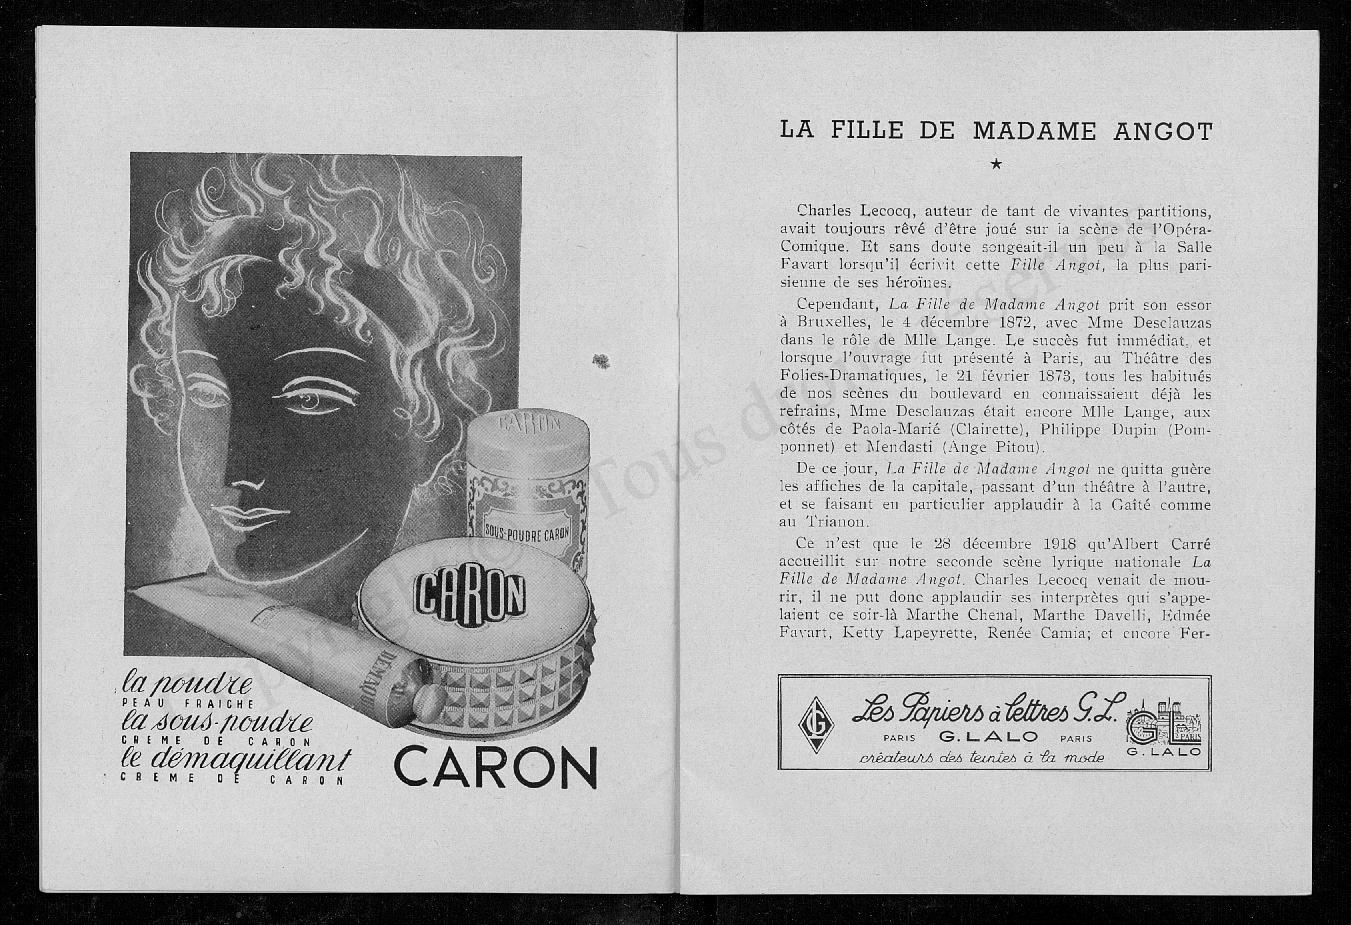 CARON
SOUS-POUDRE CARON
CARON
DÉMAQU
la poudre
PEAU FRAICHE
la sous-poudre
CREME DE CARON
le démaquillant
CREME DE CARON
CARON
LA FILLE DE MADAME ANGOT
Charles Lecocq, auteur de tant de vivantes partitions,
avait toujours rêvé d'être joué sur la scène de l'Opéra-
Comique. Et sans doute songeait-il un peu à la Salle
Favart lorsqu'il écrivit cette Fille Angot, la plus pari-
sienne de ses héroïnes.
Cependant, La Fille de Madame Angot prit son essor
à Bruxelles, le 4 décembre 1872, avec Mme Desclauzas
dans le rôle de Mlle Lange. Le succès fut immédiat, et
lorsque l'ouvrage fut présenté à Paris, au Théâtre des
Folies-Dramatiques, le 21 février 1873, tous les habitués
de nos scènes du boulevard en connaissaient déjà les
refrains, Mme Desclauzas était encore Mlle Lange, aux
côtés de Paola-Marié (Clairette), Philippe Dupin (Pom-
ponnet) et Mendasti (Ange Pitou).
De ce jour, La Fille de Madame Angot ne quitta guère
les affiches de la capitale, passant d'un théâtre à l'autre,
et se faisant en particulier applaudir à la Gaîté comme
au Trianon.
Ce n'est que le 28 décembre 1918 qu'Albert Carré
accueillit sur notre seconde scène lyrique nationale La
Fille de Madame Angot. Charles Lecocq venait de mou-
rir, il ne put donc applaudir ses interprètes qui s'appe-
laient ce soir-là Marthe Chenal, Marthe Davelli, Edmée
Favart, Ketty Lapeyrette, Renée Camia; et encore Fer-
GL
Les Papiers à lettres G.L.
PARIS G. LALO PARIS
créateurs des teintes à la mode
GL
PARIS
G. LALO
© Tous droits réservés